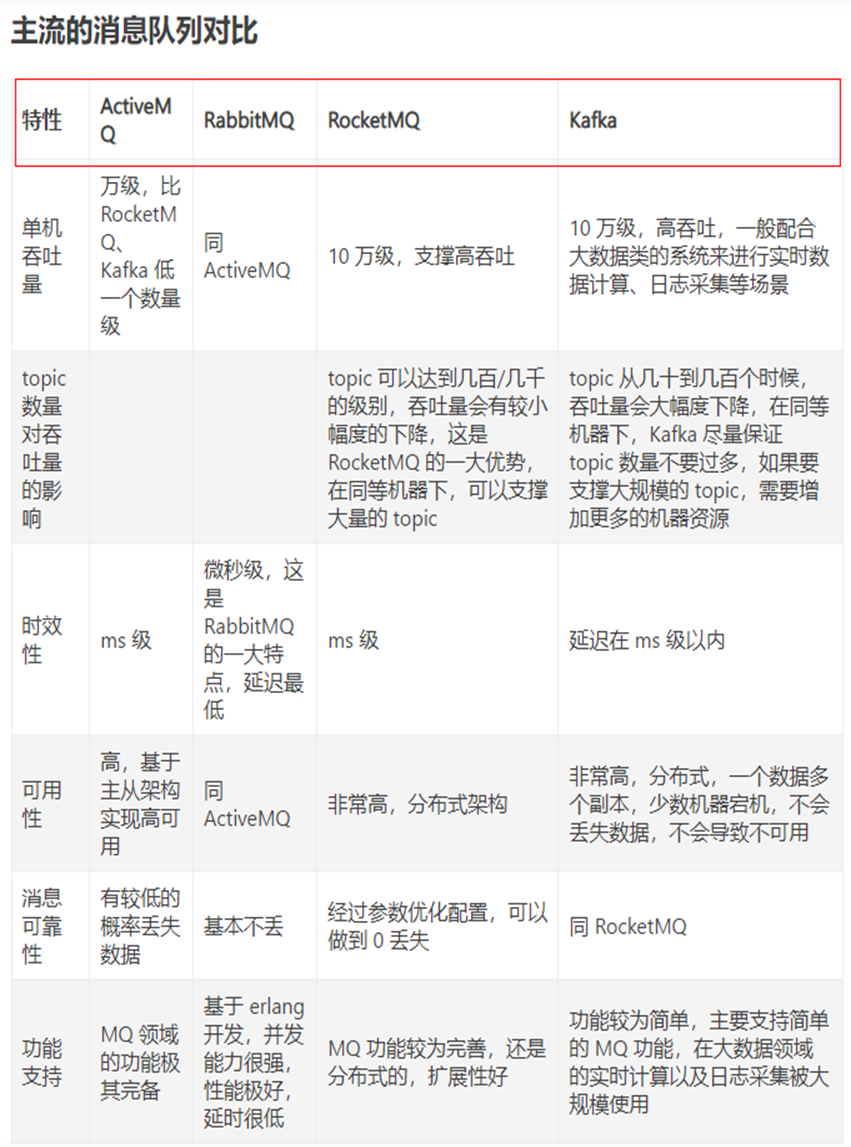 主流的消息队列对比
特性
ActiveM
Q
RabbitMQ
RocketMQ
Kafka
单机
吞吐
量
万级，比
RocketM
Q、
Kafka 低
一个数量
级
同
ActiveMQ
10 万级，支撑高吞吐
10 万级，高吞吐，一般配合
大数据类的系统来进行实时数
据计算、日志采集等场景
topic
数量
对吞
吐量
的影
响
topic 可以达到几百/几千
的级别，吞吐量会有较小
幅度的下降，这是
RocketMQ 的一大优势，
在同等机器下，可以支撑
大量的 topic
topic 从几十到几百个时候，
吞吐量会大幅度下降，在同等
机器下，Kafka 尽量保证
topic 数量不要过多，如果要
支撑大规模的 topic，需要增
加更多的机器资源
时效
性
ms 级
微秒级，这
是
RabbitMQ
的一大特
点，延迟最
低
ms 级
延迟在 ms 级以内
可用
性
高，基于
主从架构
实现高可
用
同
ActiveMQ
非常高，分布式架构
非常高，分布式，一个数据多
个副本，少数机器宕机，不会
丢失数据，不会导致不可用
消息
可靠
性
有较低的
概率丢失
数据
基本不丢
经过参数优化配置，可以
做到 0 丢失
同 RocketMQ
功能
支持
MQ 领域
的功能极
其完备
基于 erlang
开发，并发
能力很强，
性能极好，
延时很低
MQ 功能较为完善，还是
分布式的，扩展性好
功能较为简单，主要支持简单
的 MQ 功能，在大数据领域
的实时计算以及日志采集被大
规模使用